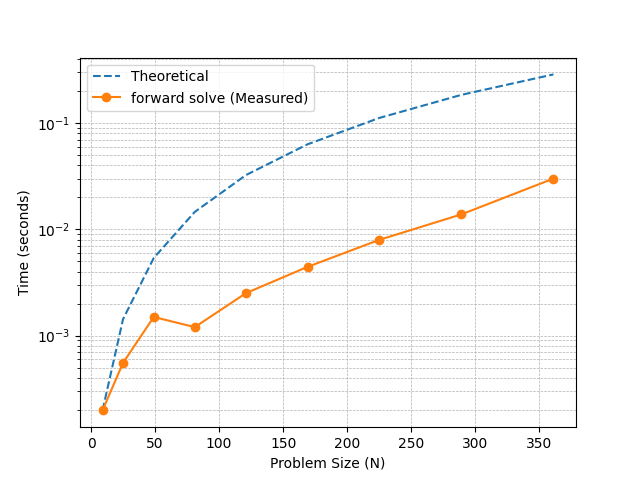 Theoretical
forward solve (Measured)
10⁻¹
10⁻²
10⁻³
Time (seconds)
0 50 100 150 200 250 300 350
Problem Size (N)